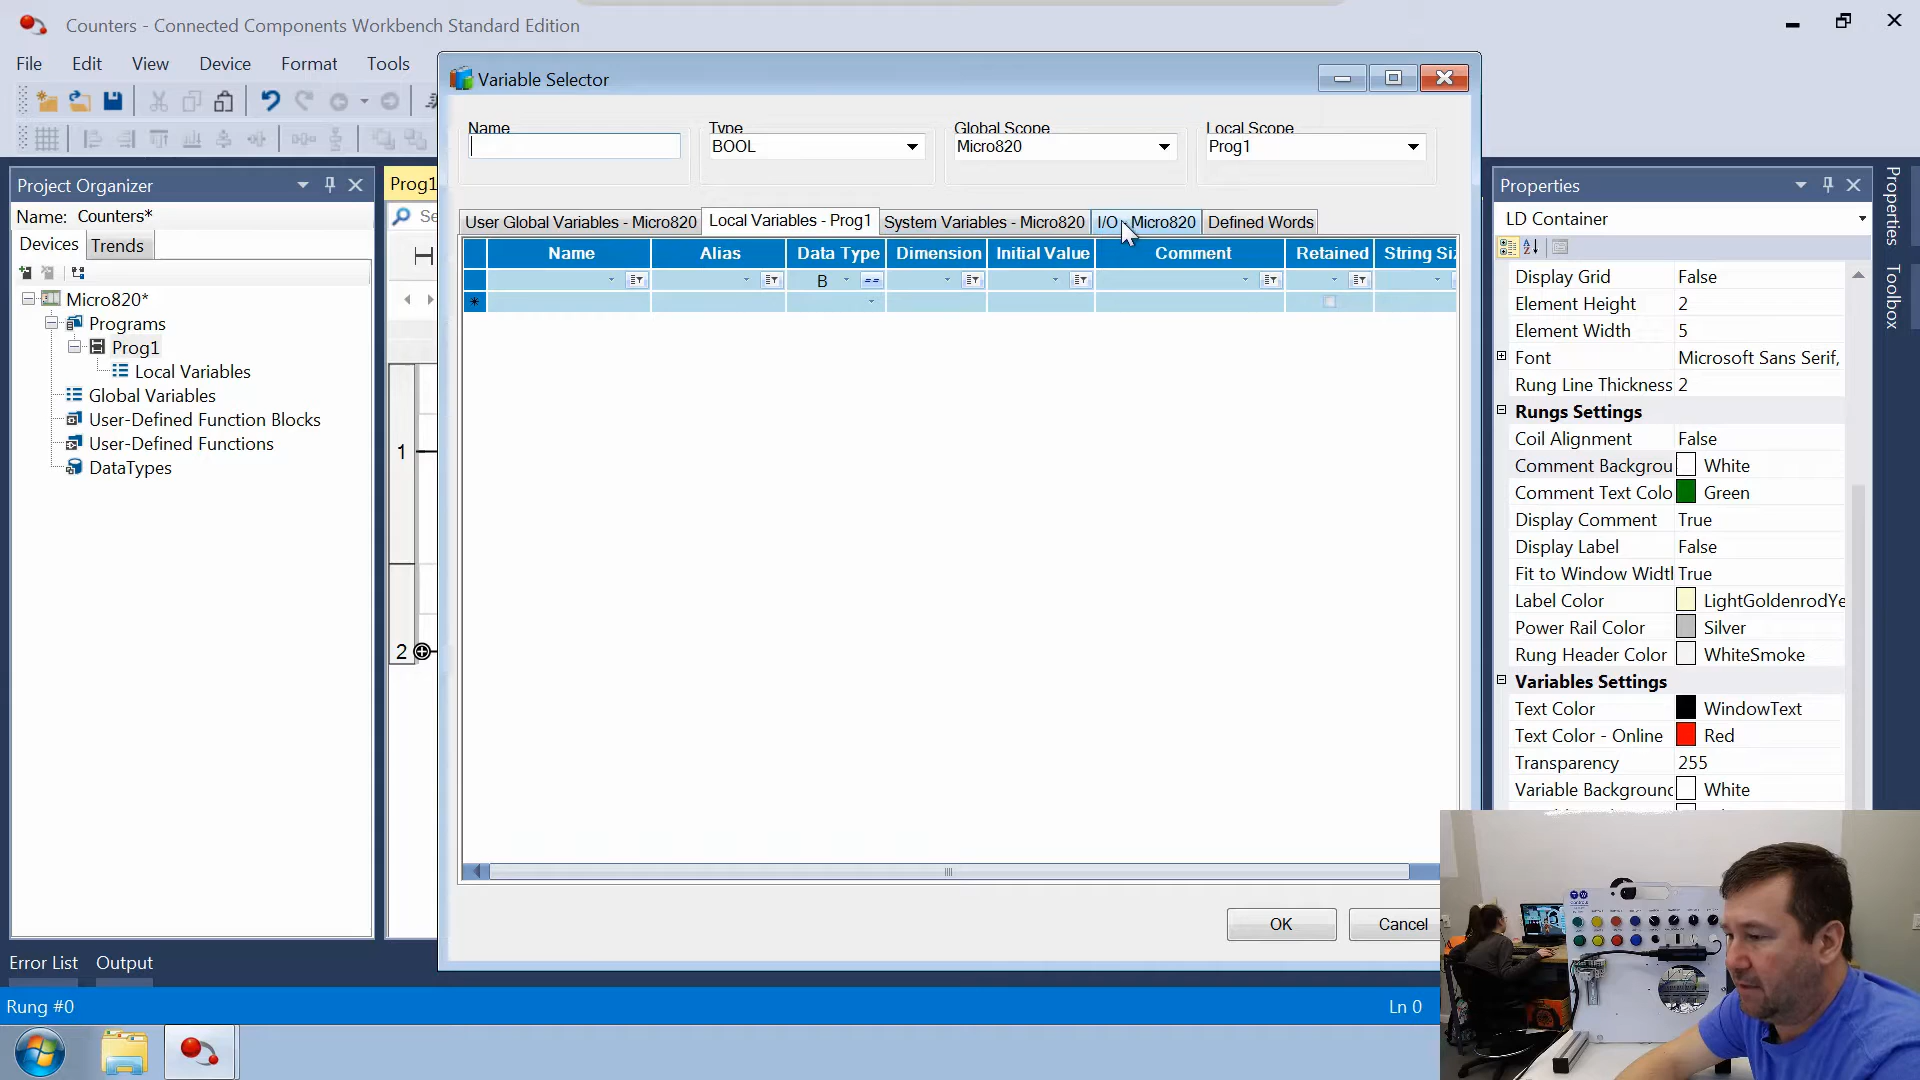 Counters - Connected Components Workbench Standard Edition
File Edit View Device Format Tools
Project Organizer
Name: Counters*
Devices Trends
Micro820*
Programs
Prog1
Local Variables
Global Variables
User-Defined Function Blocks
User-Defined Functions
DataTypes
Prog1
1
2
Variable Selector
Name Type Global Scope Local Scope
BOOL Micro820 Prog1
User Global Variables - Micro820 Local Variables - Prog1 System Variables - Micro820 I/O - Micro820 Defined Words
Name Alias Data Type Dimension Initial Value Comment Retained String Siz
B
*
OK Cancel
Properties
LD Container
Display Grid False
Element Height 2
Element Width 5
Font Microsoft Sans Serif,
Rung Line Thickness 2
Rungs Settings
Coil Alignment False
Comment Backgrou White
Comment Text Colo Green
Display Comment True
Display Label False
Fit to Window Widtl True
Label Color LightGoldenrodYe
Power Rail Color Silver
Rung Header Color WhiteSmoke
Variables Settings
Text Color WindowText
Text Color - Online Red
Transparency 255
Variable Background White
Properties
Toolbox
Error List Output
Rung #0 Ln 0